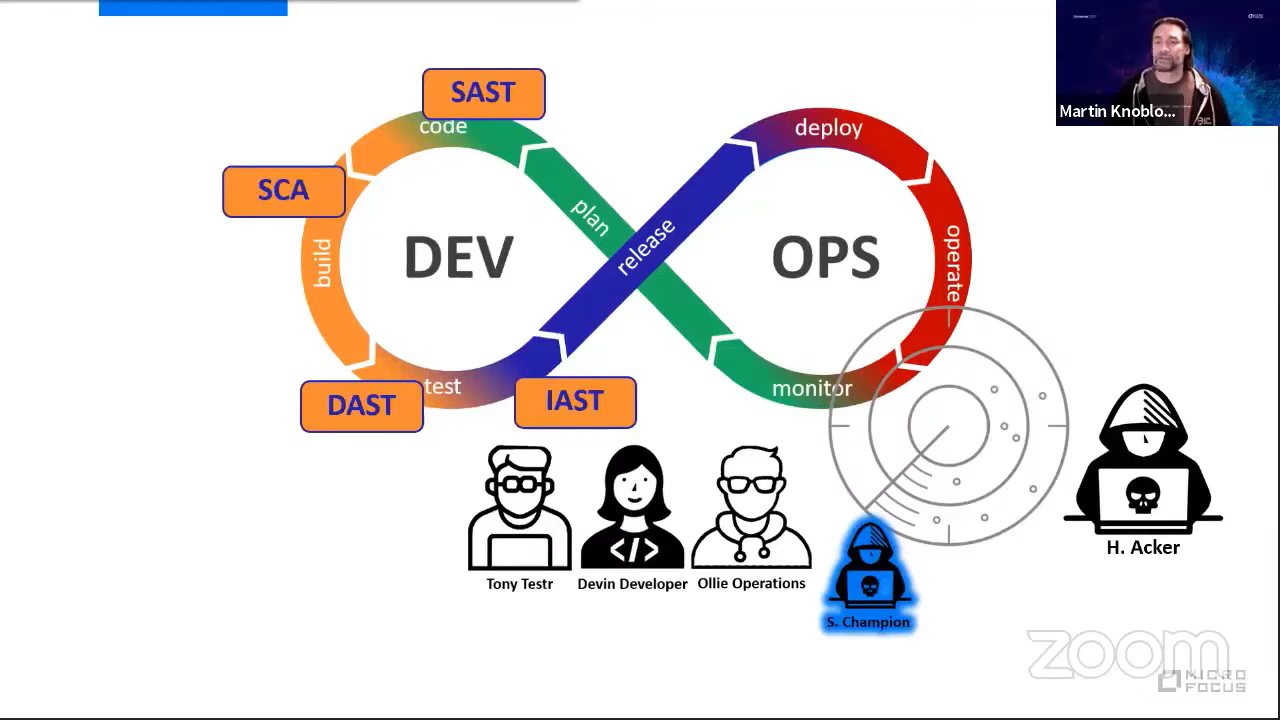 Martin Knoblo...
SAST
code
deploy
SCA
plan
release
DEV
OPS
build
operate
test
monitor
DAST
IAST
</>
Tony Testr
Devin Developer
Ollie Operations
S. Champion
H. Acker
zoom
MICRO
FOCUS